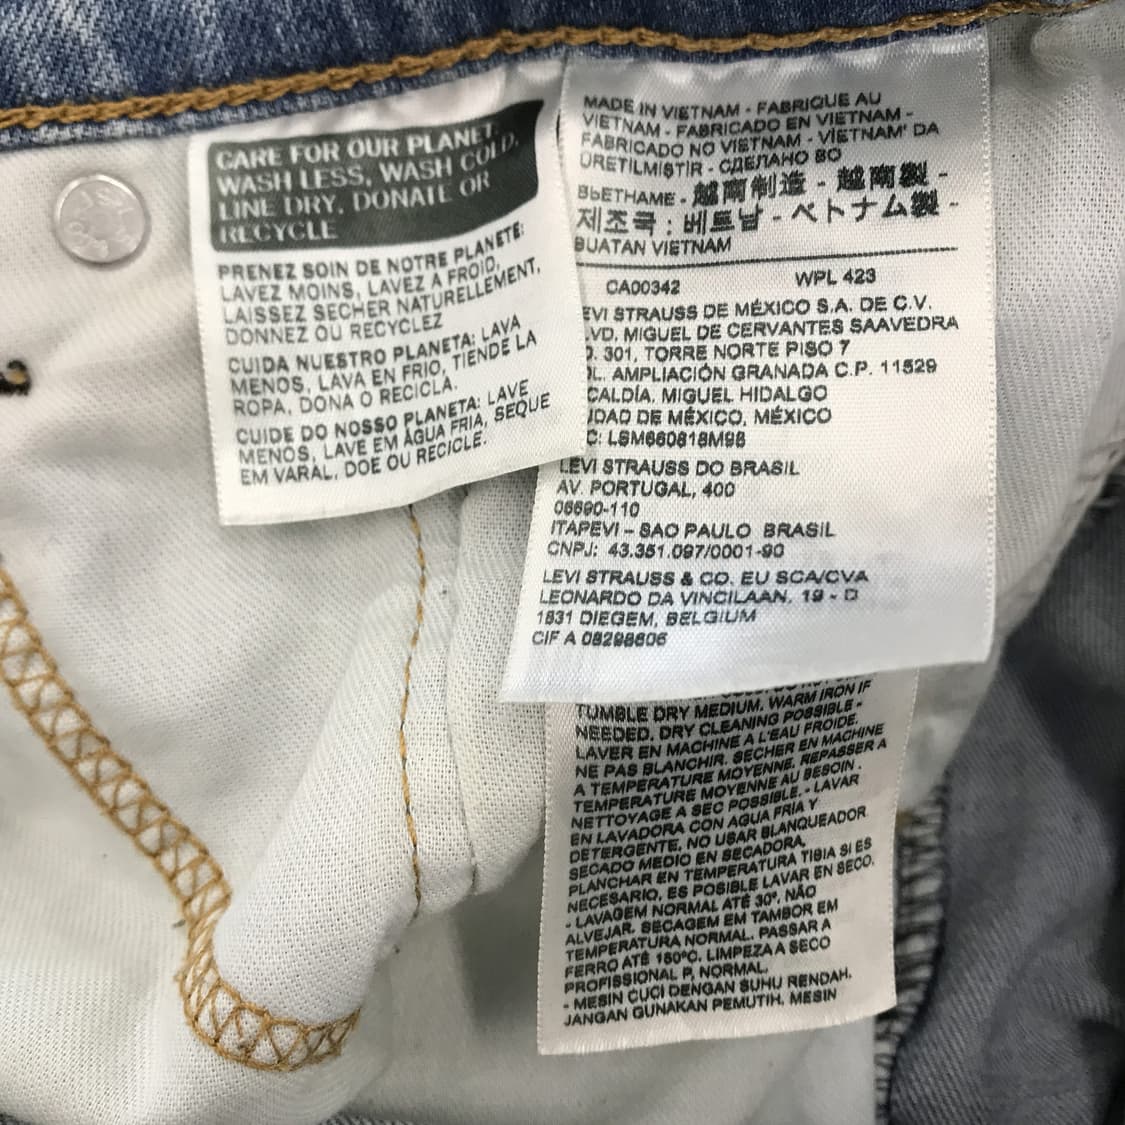 CARE FOR OUR PLANET
WASH LESS, WASH COLD,
LINE DRY, DONATE OR
RECYCLE
PRENEZ SOIN DE NOTRE PLANETE:
LAVEZ MOINS, LAVEZ A FROID,
LAISSEZ SECHER NATURELLEMENT,
DONNEZ OU RECYCLEZ
CUIDA NUESTRO PLANETA: LAVA
MENOS, LAVA EN FRIO, TIENDE LA
ROPA, DONA O RECICLA.
CUIDE DO NOSSO PLANETA: LAVE
MENOS, LAVE EM ÁGUA FRIA, SEQUE
EM VARAL, DOE OU RECICLE.
MADE IN VIETNAM - FABRIQUE AU
VIETNAM - FABRICADO EN VIETNAM -
FABRICADO NO VIETNAM - VİETNAM' DA
ÜRETILMIŞTIR - СДЕЛАНО ВО
ВЬЕТНАМЕ - 越南制造 - 越南製 -
제조국 : 베트남 - ベトナム製 -
BUATAN VIETNAM
CA00342 WPL 423
EVI STRAUSS DE MÉXICO S.A. DE C.V.
VD. MIGUEL DE CERVANTES SAAVEDRA
301, TORRE NORTE PISO 7
L. AMPLIACIÓN GRANADA C.P. 11529
CALDÍA. MIGUEL HIDALGO
DAD DE MÉXICO, MÉXICO
C: LSM660818M98
LEVI STRAUSS DO BRASIL
AV. PORTUGAL, 400
06690-110
ITAPEVI - SAO PAULO BRASIL
CNPJ: 43.351.097/0001-90
LEVI STRAUSS & CO. EU SCA/CVA
LEONARDO DA VINCILAAN, 19 - D
1831 DIEGEM, BELGIUM
CIF A 08298606
TUMBLE DRY MEDIUM. WARM IRON IF
NEEDED. DRY CLEANING POSSIBLE -
LAVER EN MACHINE A L'EAU FROIDE.
NE PAS BLANCHIR. SECHER EN MACHINE
A TEMPERATURE MOYENNE. REPASSER A
TEMPERATURE MOYENNE AU BESOIN.
NETTOYAGE A SEC POSSIBLE. - LAVAR
EN LAVADORA CON AGUA FRIA Y
DETERGENTE, NO USAR BLANQUEADOR
SECADO MEDIO EN SECADORA,
PLANCHAR EN TEMPERATURA TIBIA SI ES
NECESARIO, ES POSIBLE LAVAR EN SECO.
- LAVAGEM NORMAL ATÉ 30°, NÃO
ALVEJAR. SECAGEM EM TAMBOR EM
TEMPERATURA NORMAL. PASSAR A
FERRO ATÉ 150°C. LIMPEZA A SECO
PROFISSIONAL P, NORMAL.
- MESIN CUCI DENGAN SUHU RENDAH.
JANGAN GUNAKAN PEMUTIH. MESIN